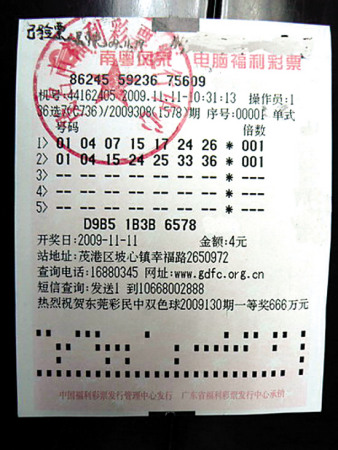 已验票
南粤风采 电脑福利彩票
86245 59236 75609
机号:44162405 2009-11-11-10:31:13 操作员:1
36选7(6736)/2009308(1578)期 序号:00001 单式
号码 倍数
1> 01 04 07 15 17 24 26 * 001
2> 01 04 15 24 25 33 36 * 001
3> -- -- -- -- -- -- -- * ---
4> -- -- -- -- -- -- -- * ---
5> -- -- -- -- -- -- -- * ---
D9B5 1B3B 6578
开奖日:2009-11-11 金额:4元
站地址:茂港区坡心镇幸福路2650972
查询电话:16880345 网址:www.gdfc.org.cn
短信查询:发送1 到10668002888
热烈祝贺东莞彩民中双色球2009130期一等奖666万元
中国福利彩票发行管理中心发行 广东省福利彩票发行中心承销